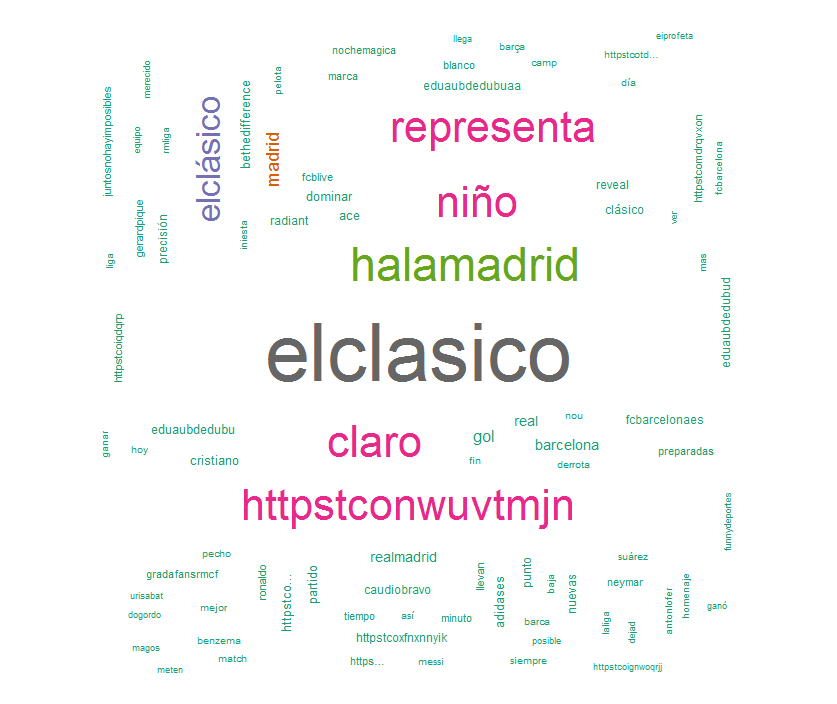 elprofeta
llega
nochemagica
barça
httpstcotd…
blanco
camp
marca
eduaubdedubuaa
día
merecido
pelota
juntosnohayimposibles
elclásico
bethedifference
representa
httpstcomdrqvxon
equipo
rmliga
madrid
fcbarcelona
fcblive
reveal
dominar
niño
gerardpique
precisión
radiant
ace
clásico
ver
iniesta
liga
halamadrid
mas
eduaubdedubud
httpstcoiqdqrp
elclasico
ganar
eduaubdedubu
hoy
cristiano
claro
real
nou
fcbarcelonaes
gol
barcelona
fin
derrota
preparadas
httpstconwuvtmjn
funnydeportes
pecho
realmadrid
suárez
gradafansrmcf
ronaldo
httpstco…
partido
llevan
punto
neymar
urisabat
caudiobravo
adidases
baja
nuevas
homenaje
dogordo
mejor
tiempo
así
minuto
barca
laliga
dejad
antonlofer
ganó
magos
benzema
httpstcoxfnxnnyik
posible
match
https…
messi
siempre
meten
httpstcoignwoqrjj